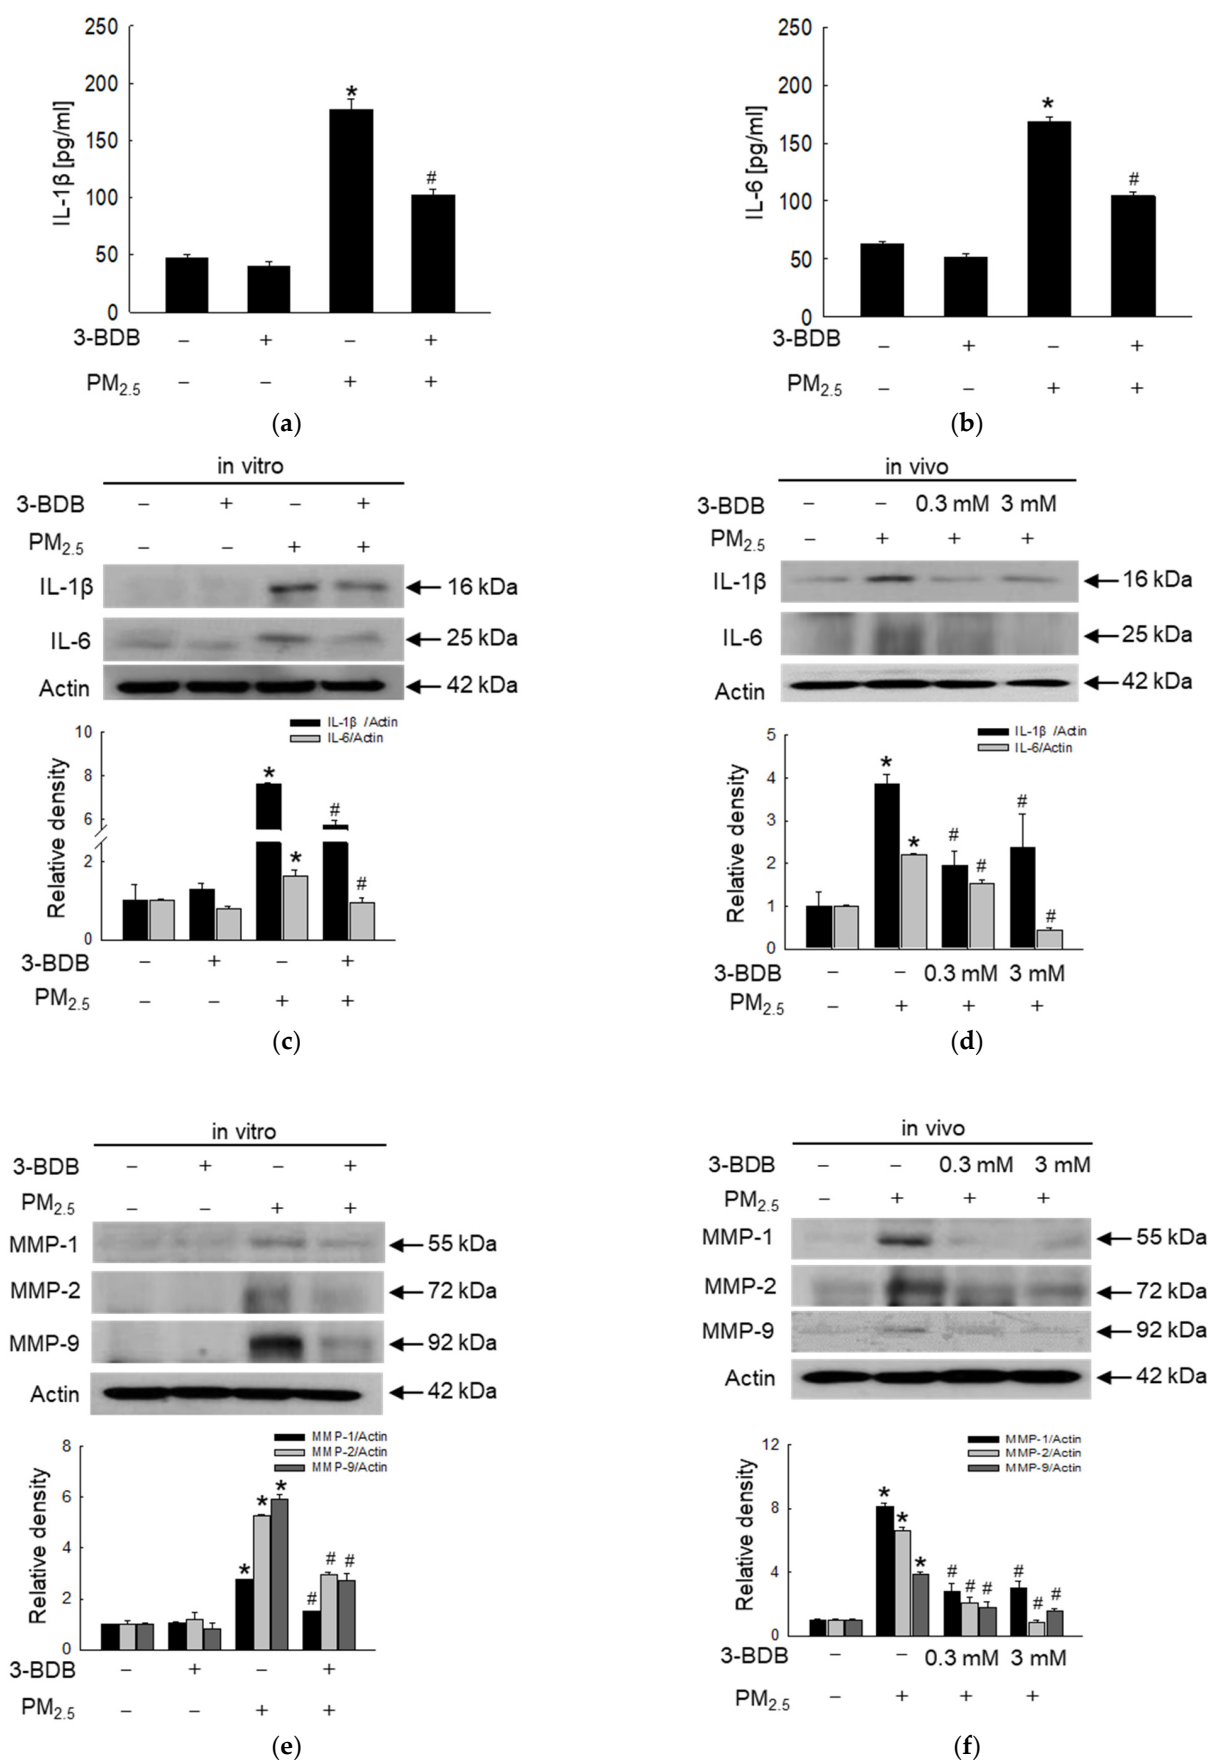 250
200
150
100
50
0
IL-1β [pg/ml]
*
#
3-BDB – + – +
PM2.5 – – + +
(a)
250
200
150
100
50
0
IL-6 [pg/ml]
*
#
3-BDB – + – +
PM2.5 – – + +
(b)
in vitro
3-BDB – + – +
PM2.5 – – + +
IL-1β 16 kDa
IL-6 25 kDa
Actin 42 kDa
IL-1β /Actin
IL-6/Actin
10
8
6
2
0
Relative density
* * # #
3-BDB – + – +
PM2.5 – – + +
(c)
in vivo
3-BDB – – 0.3 mM 3 mM
PM2.5 – + + +
IL-1β 16 kDa
IL-6 25 kDa
Actin 42 kDa
IL-1β /Actin
IL-6/Actin
5
4
3
2
1
0
Relative density
* * # # # #
3-BDB – – 0.3 mM 3 mM
PM2.5 – + + +
(d)
in vitro
3-BDB – + – +
PM2.5 – – + +
MMP-1 55 kDa
MMP-2 72 kDa
MMP-9 92 kDa
Actin 42 kDa
MMP-1/Actin
MMP-2/Actin
MMP-9/Actin
8
6
4
2
0
Relative density
* * * # # #
3-BDB – + – +
PM2.5 – – + +
(e)
in vivo
3-BDB – – 0.3 mM 3 mM
PM2.5 – + + +
MMP-1 55 kDa
MMP-2 72 kDa
MMP-9 92 kDa
Actin 42 kDa
MMP-1/Actin
MMP-2/Actin
MMP-9/Actin
12
8
4
0
Relative density
* * * # # # # # #
3-BDB – – 0.3 mM 3 mM
PM2.5 – + + +
(f)